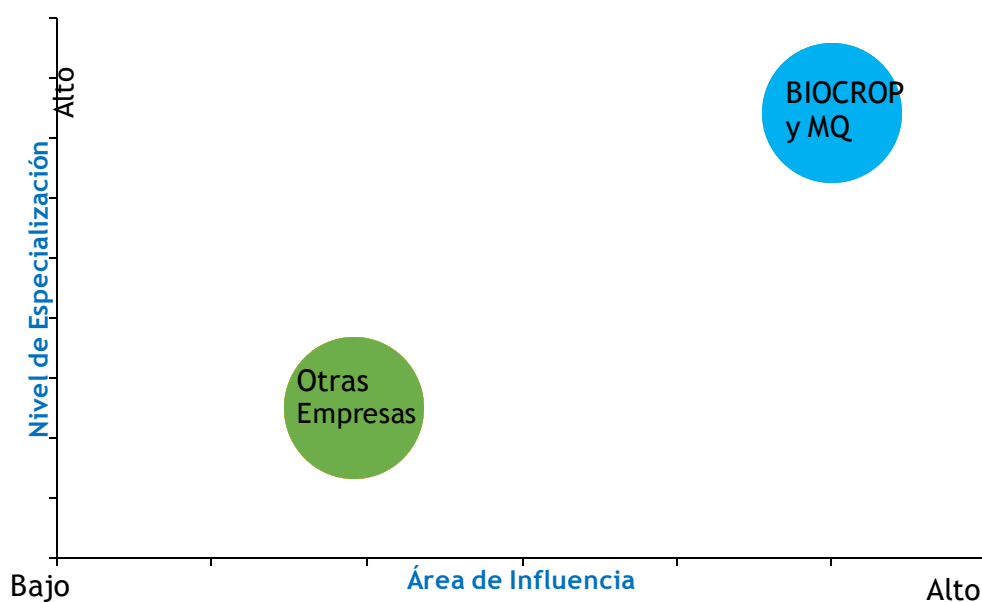 Alto
BIOCROP
y MQ
Nivel de Especialización
Otras
Empresas
Bajo
Área de Influencia
Alto